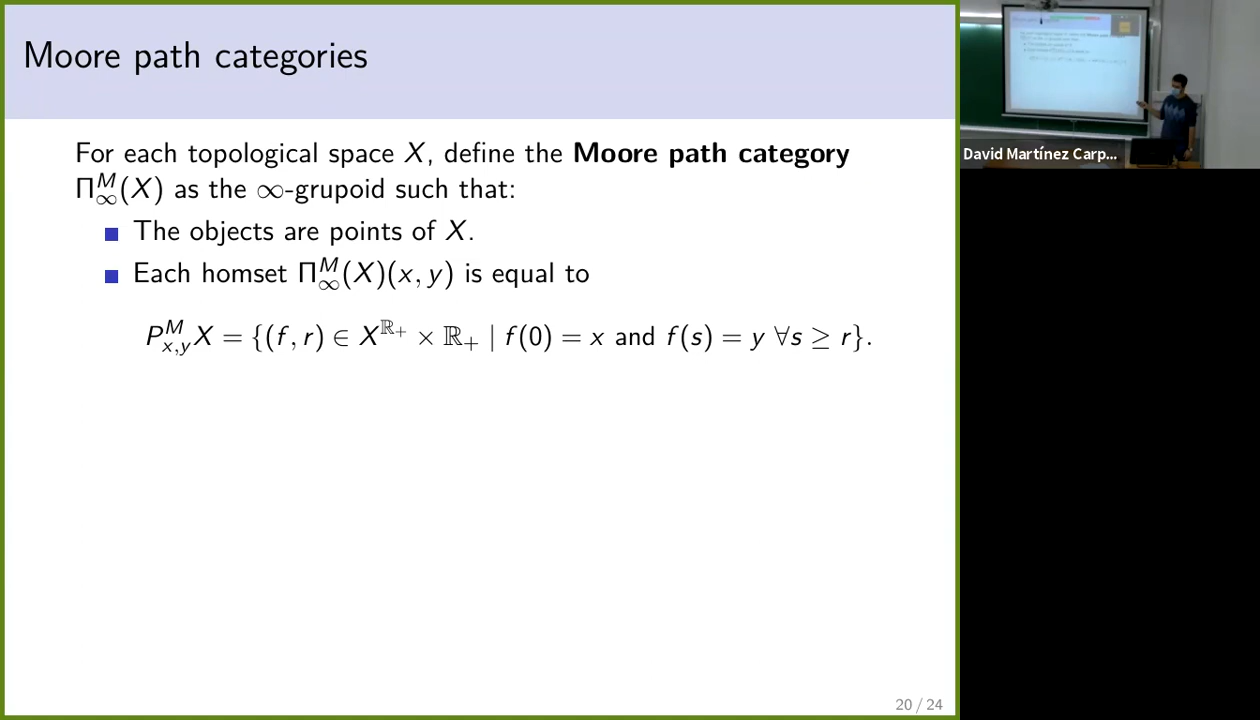 Moore path categories
For each topological space X, define the Moore path category
Π^M_∞(X) as the ∞-grupoid such that:
The objects are points of X.
Each homset Π^M_∞(X)(x, y) is equal to
P^M_{x,y}X = {(f, r) ∈ X^{ℝ₊} × ℝ₊ | f(0) = x and f(s) = y ∀s ≥ r}.
20 / 24
David Martínez Carp...